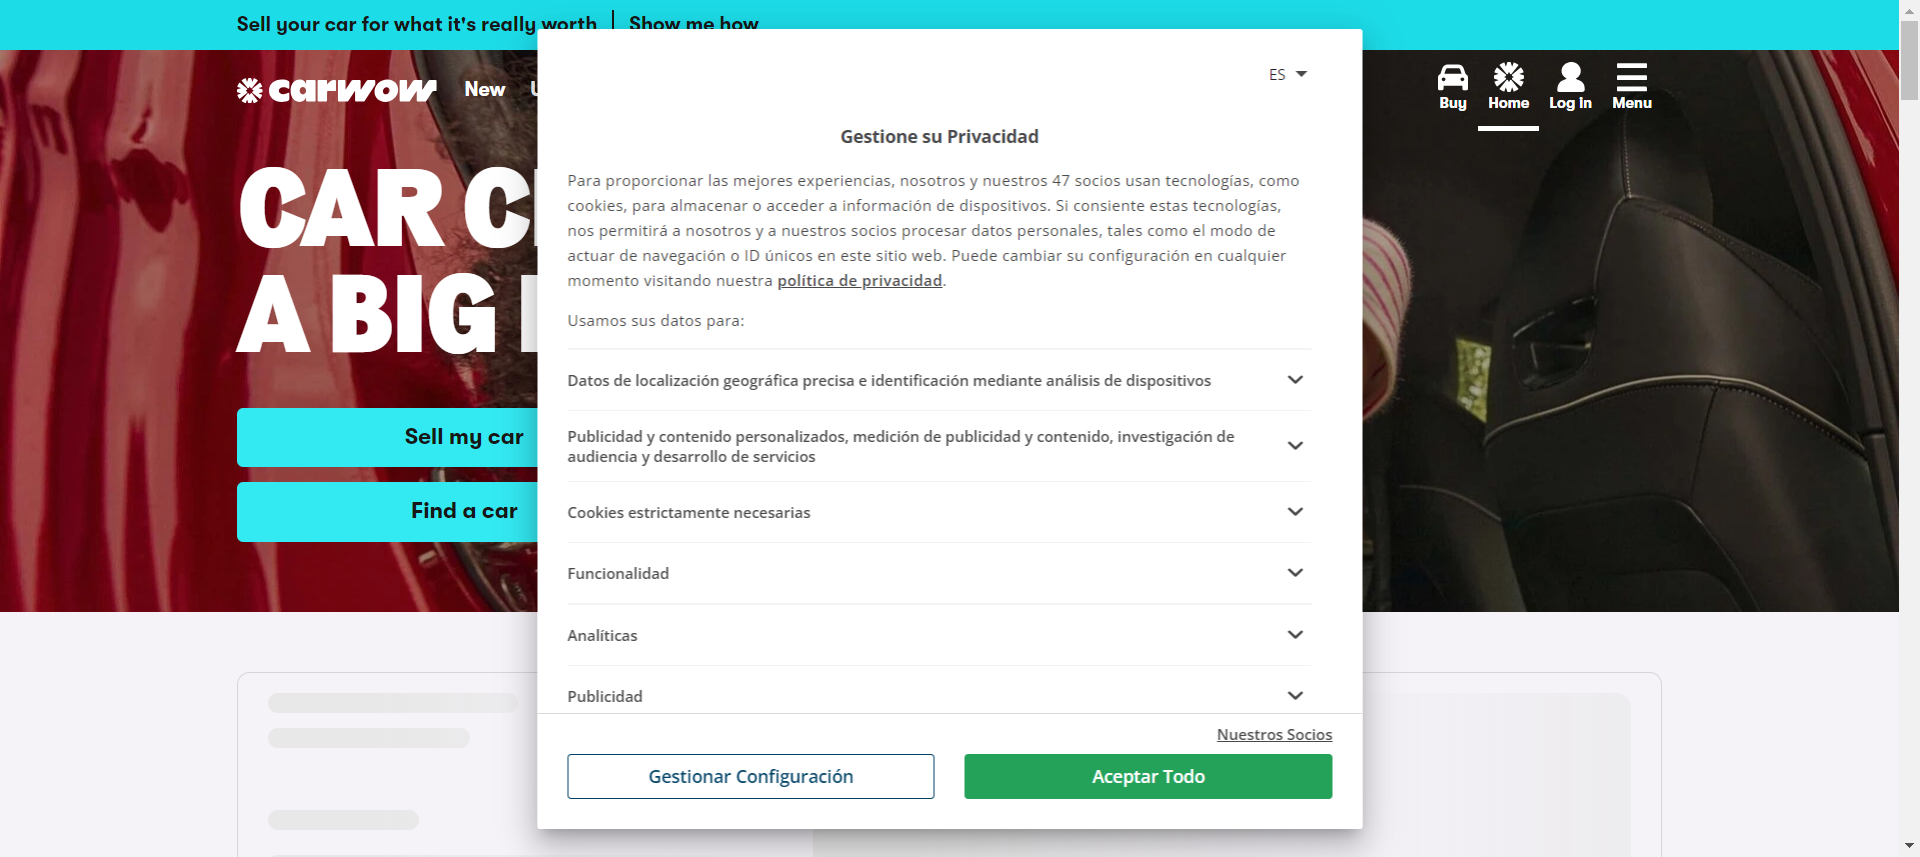 Sell your car for what it's really worth | Show me how
carwow
New
Buy
Home
Log in
Menu
CAR
A BIG
Sell my car
Find a car
ES
Gestione su Privacidad
Para proporcionar las mejores experiencias, nosotros y nuestros 47 socios usan tecnologías, como
cookies, para almacenar o acceder a información de dispositivos. Si consiente estas tecnologías,
nos permitirá a nosotros y a nuestros socios procesar datos personales, tales como el modo de
actuar de navegación o ID únicos en este sitio web. Puede cambiar su configuración en cualquier
momento visitando nuestra política de privacidad.
Usamos sus datos para:
Datos de localización geográfica precisa e identificación mediante análisis de dispositivos
Publicidad y contenido personalizados, medición de publicidad y contenido, investigación de
audiencia y desarrollo de servicios
Cookies estrictamente necesarias
Funcionalidad
Analíticas
Publicidad
Nuestros Socios
Gestionar Configuración
Aceptar Todo